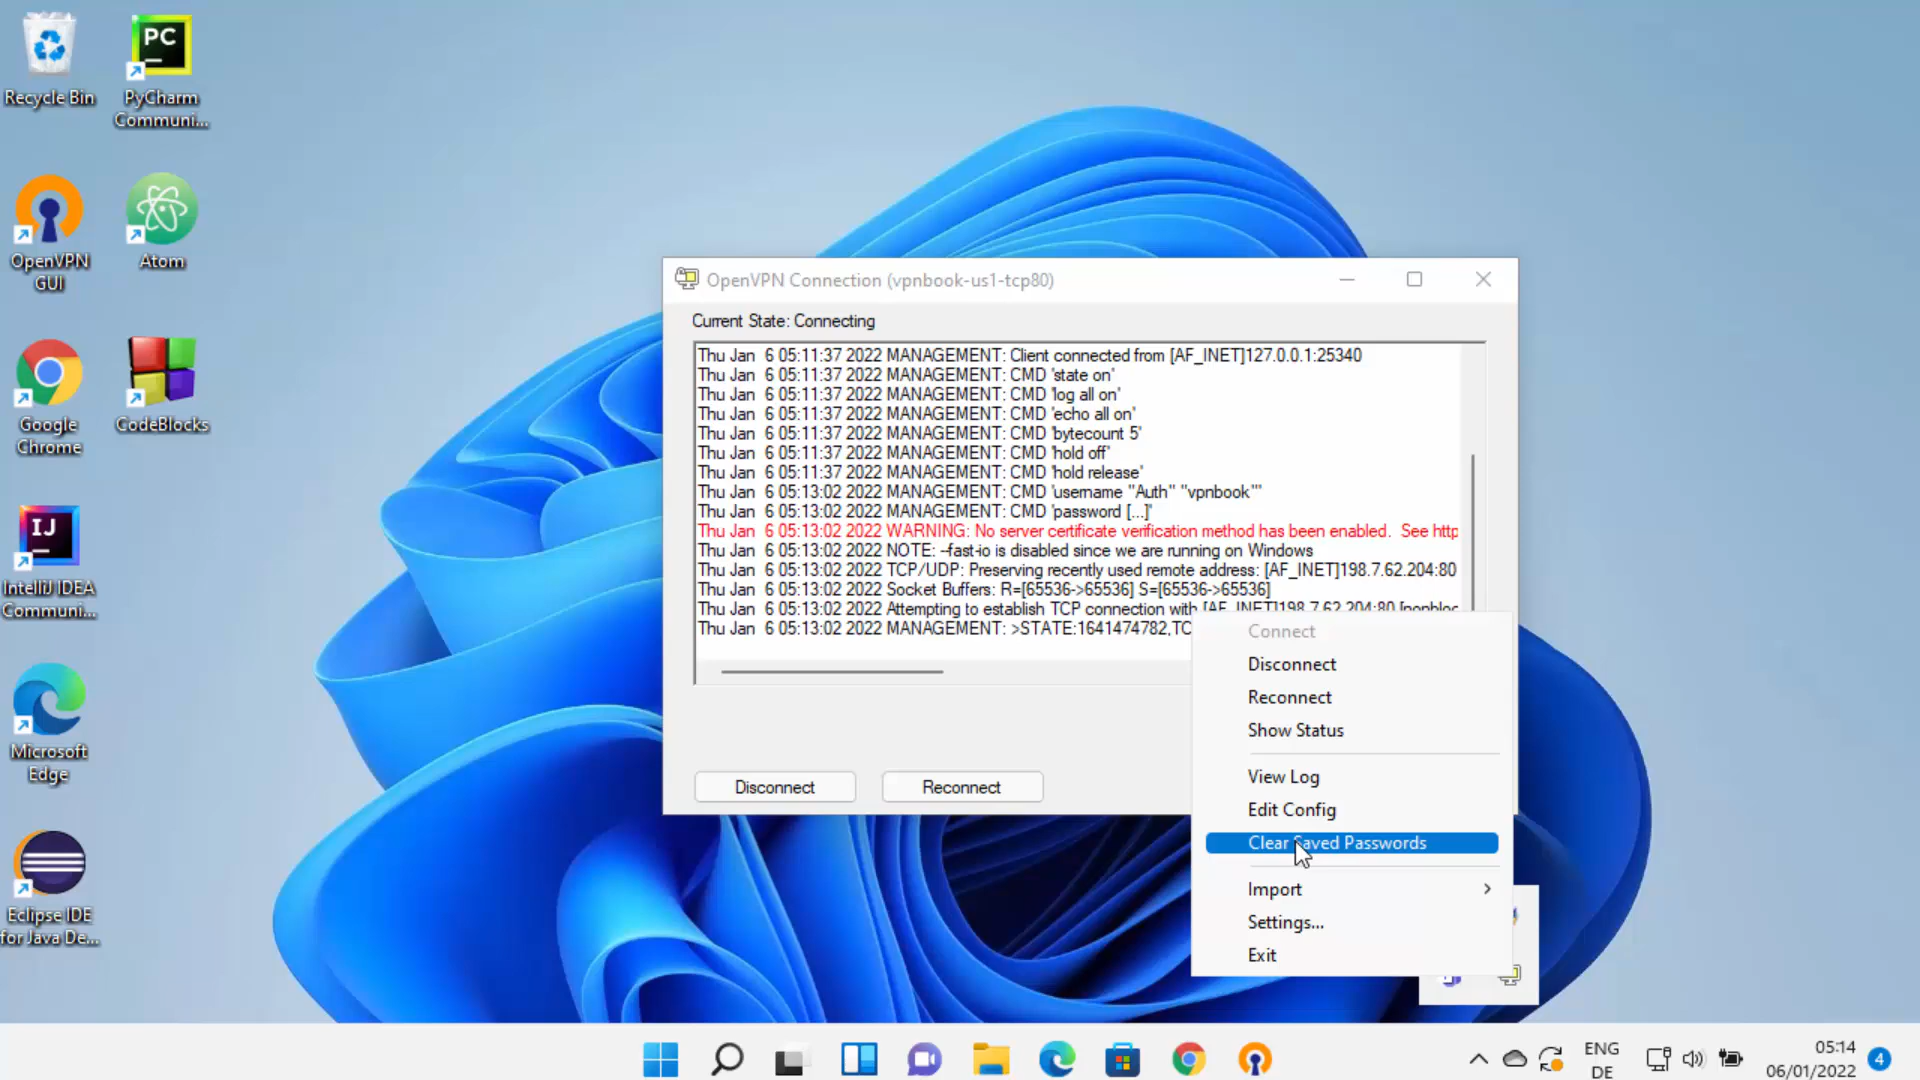 Recycle Bin
PC
PyCharm
Communi...
OpenVPN
GUI
Atom
Google
Chrome
CodeBlocks
IJ
IntelliJ IDEA
Communi...
Microsoft
Edge
Eclipse IDE
for Java De...
OpenVPN Connection (vpnbook-us1-tcp80)
Current State: Connecting
Thu Jan 6 05:11:37 2022 MANAGEMENT: Client connected from [AF_INET]127.0.0.1:25340
Thu Jan 6 05:11:37 2022 MANAGEMENT: CMD 'state on'
Thu Jan 6 05:11:37 2022 MANAGEMENT: CMD 'log all on'
Thu Jan 6 05:11:37 2022 MANAGEMENT: CMD 'echo all on'
Thu Jan 6 05:11:37 2022 MANAGEMENT: CMD 'bytecount 5'
Thu Jan 6 05:11:37 2022 MANAGEMENT: CMD 'hold off'
Thu Jan 6 05:11:37 2022 MANAGEMENT: CMD 'hold release'
Thu Jan 6 05:13:02 2022 MANAGEMENT: CMD 'username "Auth" "vpnbook"'
Thu Jan 6 05:13:02 2022 MANAGEMENT: CMD 'password [...]'
Thu Jan 6 05:13:02 2022 WARNING: No server certificate verification method has been enabled. See http
Thu Jan 6 05:13:02 2022 NOTE: --fast-io is disabled since we are running on Windows
Thu Jan 6 05:13:02 2022 TCP/UDP: Preserving recently used remote address: [AF_INET]198.7.62.204:80
Thu Jan 6 05:13:02 2022 Socket Buffers: R=[65536->65536] S=[65536->65536]
Thu Jan 6 05:13:02 2022 Attempting to establish TCP connection with [AF_INET]198.7.62.204:80 [nonbloc
Thu Jan 6 05:13:02 2022 MANAGEMENT: >STATE:1641474782,TC
Disconnect
Reconnect
Connect
Disconnect
Reconnect
Show Status
View Log
Edit Config
Clear Saved Passwords
Import
Settings...
Exit
ENG
DE
05:14
06/01/2022
4